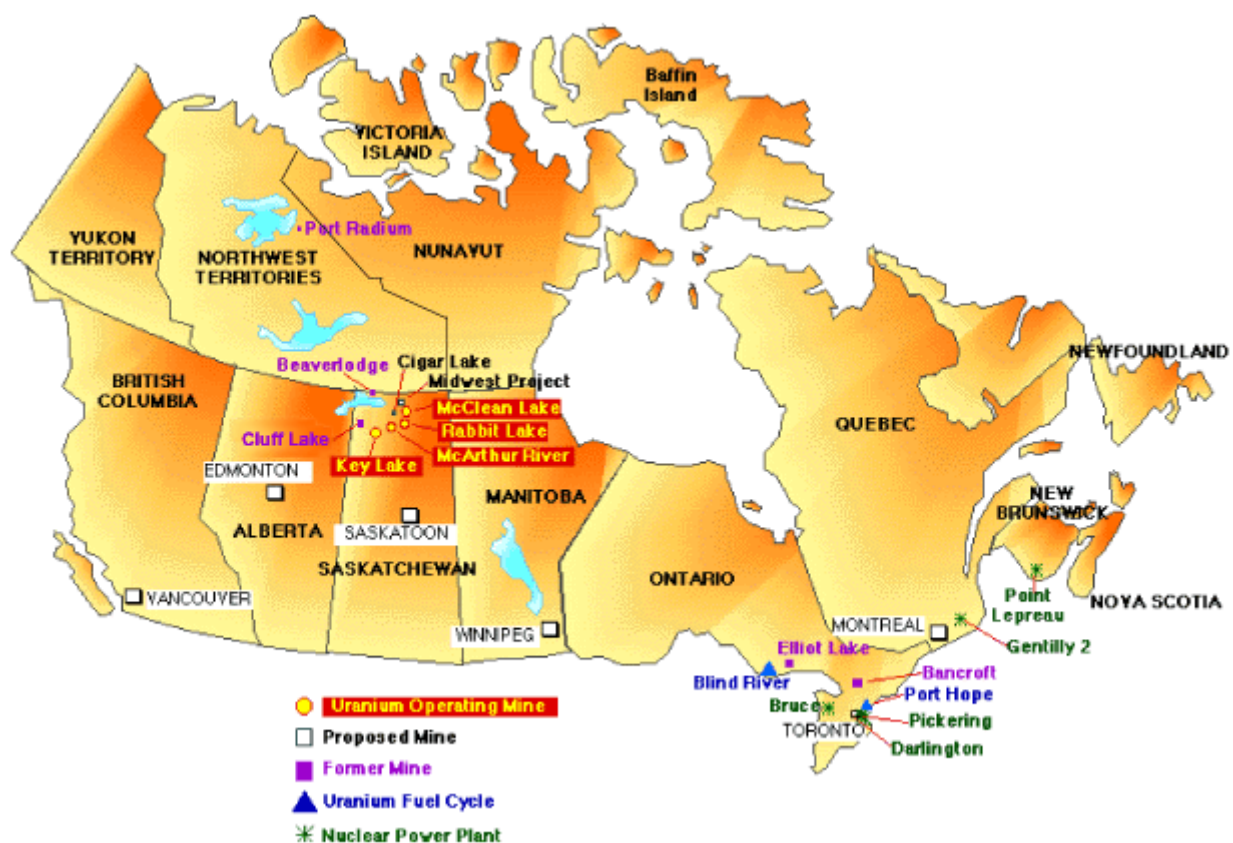 Baffin
Island
VICTORIA
ISLAND
Port Radium
YUKON
TERRITORY
NORTHWEST
TERRITORIES
NUNAVUT
NEWFOUNDLAND
Beaverlodge
Cigar Lake
Midwest Project
BRITISH
COLUMBIA
McClean Lake
QUEBEC
Cluff Lake
Rabbit Lake
McArthur River
Key Lake
EDMONTON
MANITOBA
NEW
BRUNSWICK
ALBERTA
SASKATOON
SASKATCHEWAN
ONTARIO
VANCOUVER
Point
Lepreau
NOVA SCOTIA
WINNIPEG
MONTREAL
Gentilly 2
Elliot Lake
Blind River
Bancroft
Port Hope
Bruce
Pickering
TORONTO
Darlington
Uranium Operating Mine
Proposed Mine
Former Mine
Uranium Fuel Cycle
Nuclear Power Plant